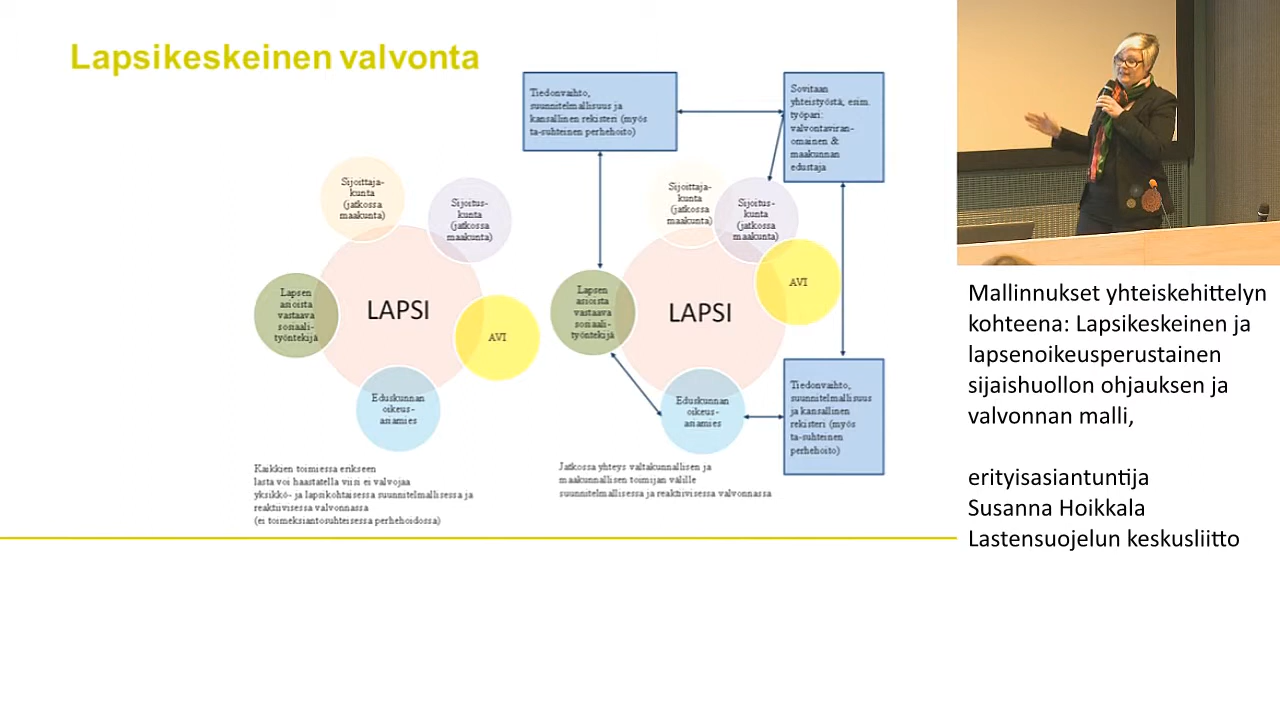 Lapsikeskeinen valvonta
Sijoittaja-
kunta
(jatkossa
maakunta)
Sijoitus-
kunta
(jatkossa
maakunta)
Lapsen
asioista
vastaava
sosiaali-
työntekijä
LAPSI
AVI
Eduskunnan
oikeus-
asiamies
Kaikkien toimiessa erikseen
lasta voi haastatella viisi eri valvojaa
yksikkö- ja lapsikohtaisessa suunnitelmallisessa ja
reaktiivisessa valvonnassa
(ei toimeksiantosuhteisessa perhehoidossa)
Tiedonvaihto,
suunnitelmallisuus ja
kansallinen rekisteri (myös
ta-suhteinen perhehoito)
Sovitaan
yhteistyöstä, esim.
työpari:
valvontaviran-
omainen &
maakunnan
edustaja
Sijoittaja-
kunta
(jatkossa
maakunta)
Sijoitus-
kunta
(jatkossa
maakunta)
AVI
Lapsen
asioista
vastaava
sosiaali-
työntekijä
LAPSI
Eduskunnan
oikeus-
asiamies
Tiedonvaihto,
suunnitelmallisuus
ja kansallinen
rekisteri (myös
ta-suhteinen
perhehoito)
Jatkossa yhteys valtakunnallisen ja
maakunnallisen toimijan välille
suunnitelmallisessa ja reaktiivisessa valvonnassa
Mallinnukset yhteiskehittelyn
kohteena: Lapsikeskeinen ja
lapsenoikeusperustainen
sijaishuollon ohjauksen ja
valvonnan malli,
erityisasiantuntija
Susanna Hoikkala
Lastensuojelun keskusliitto